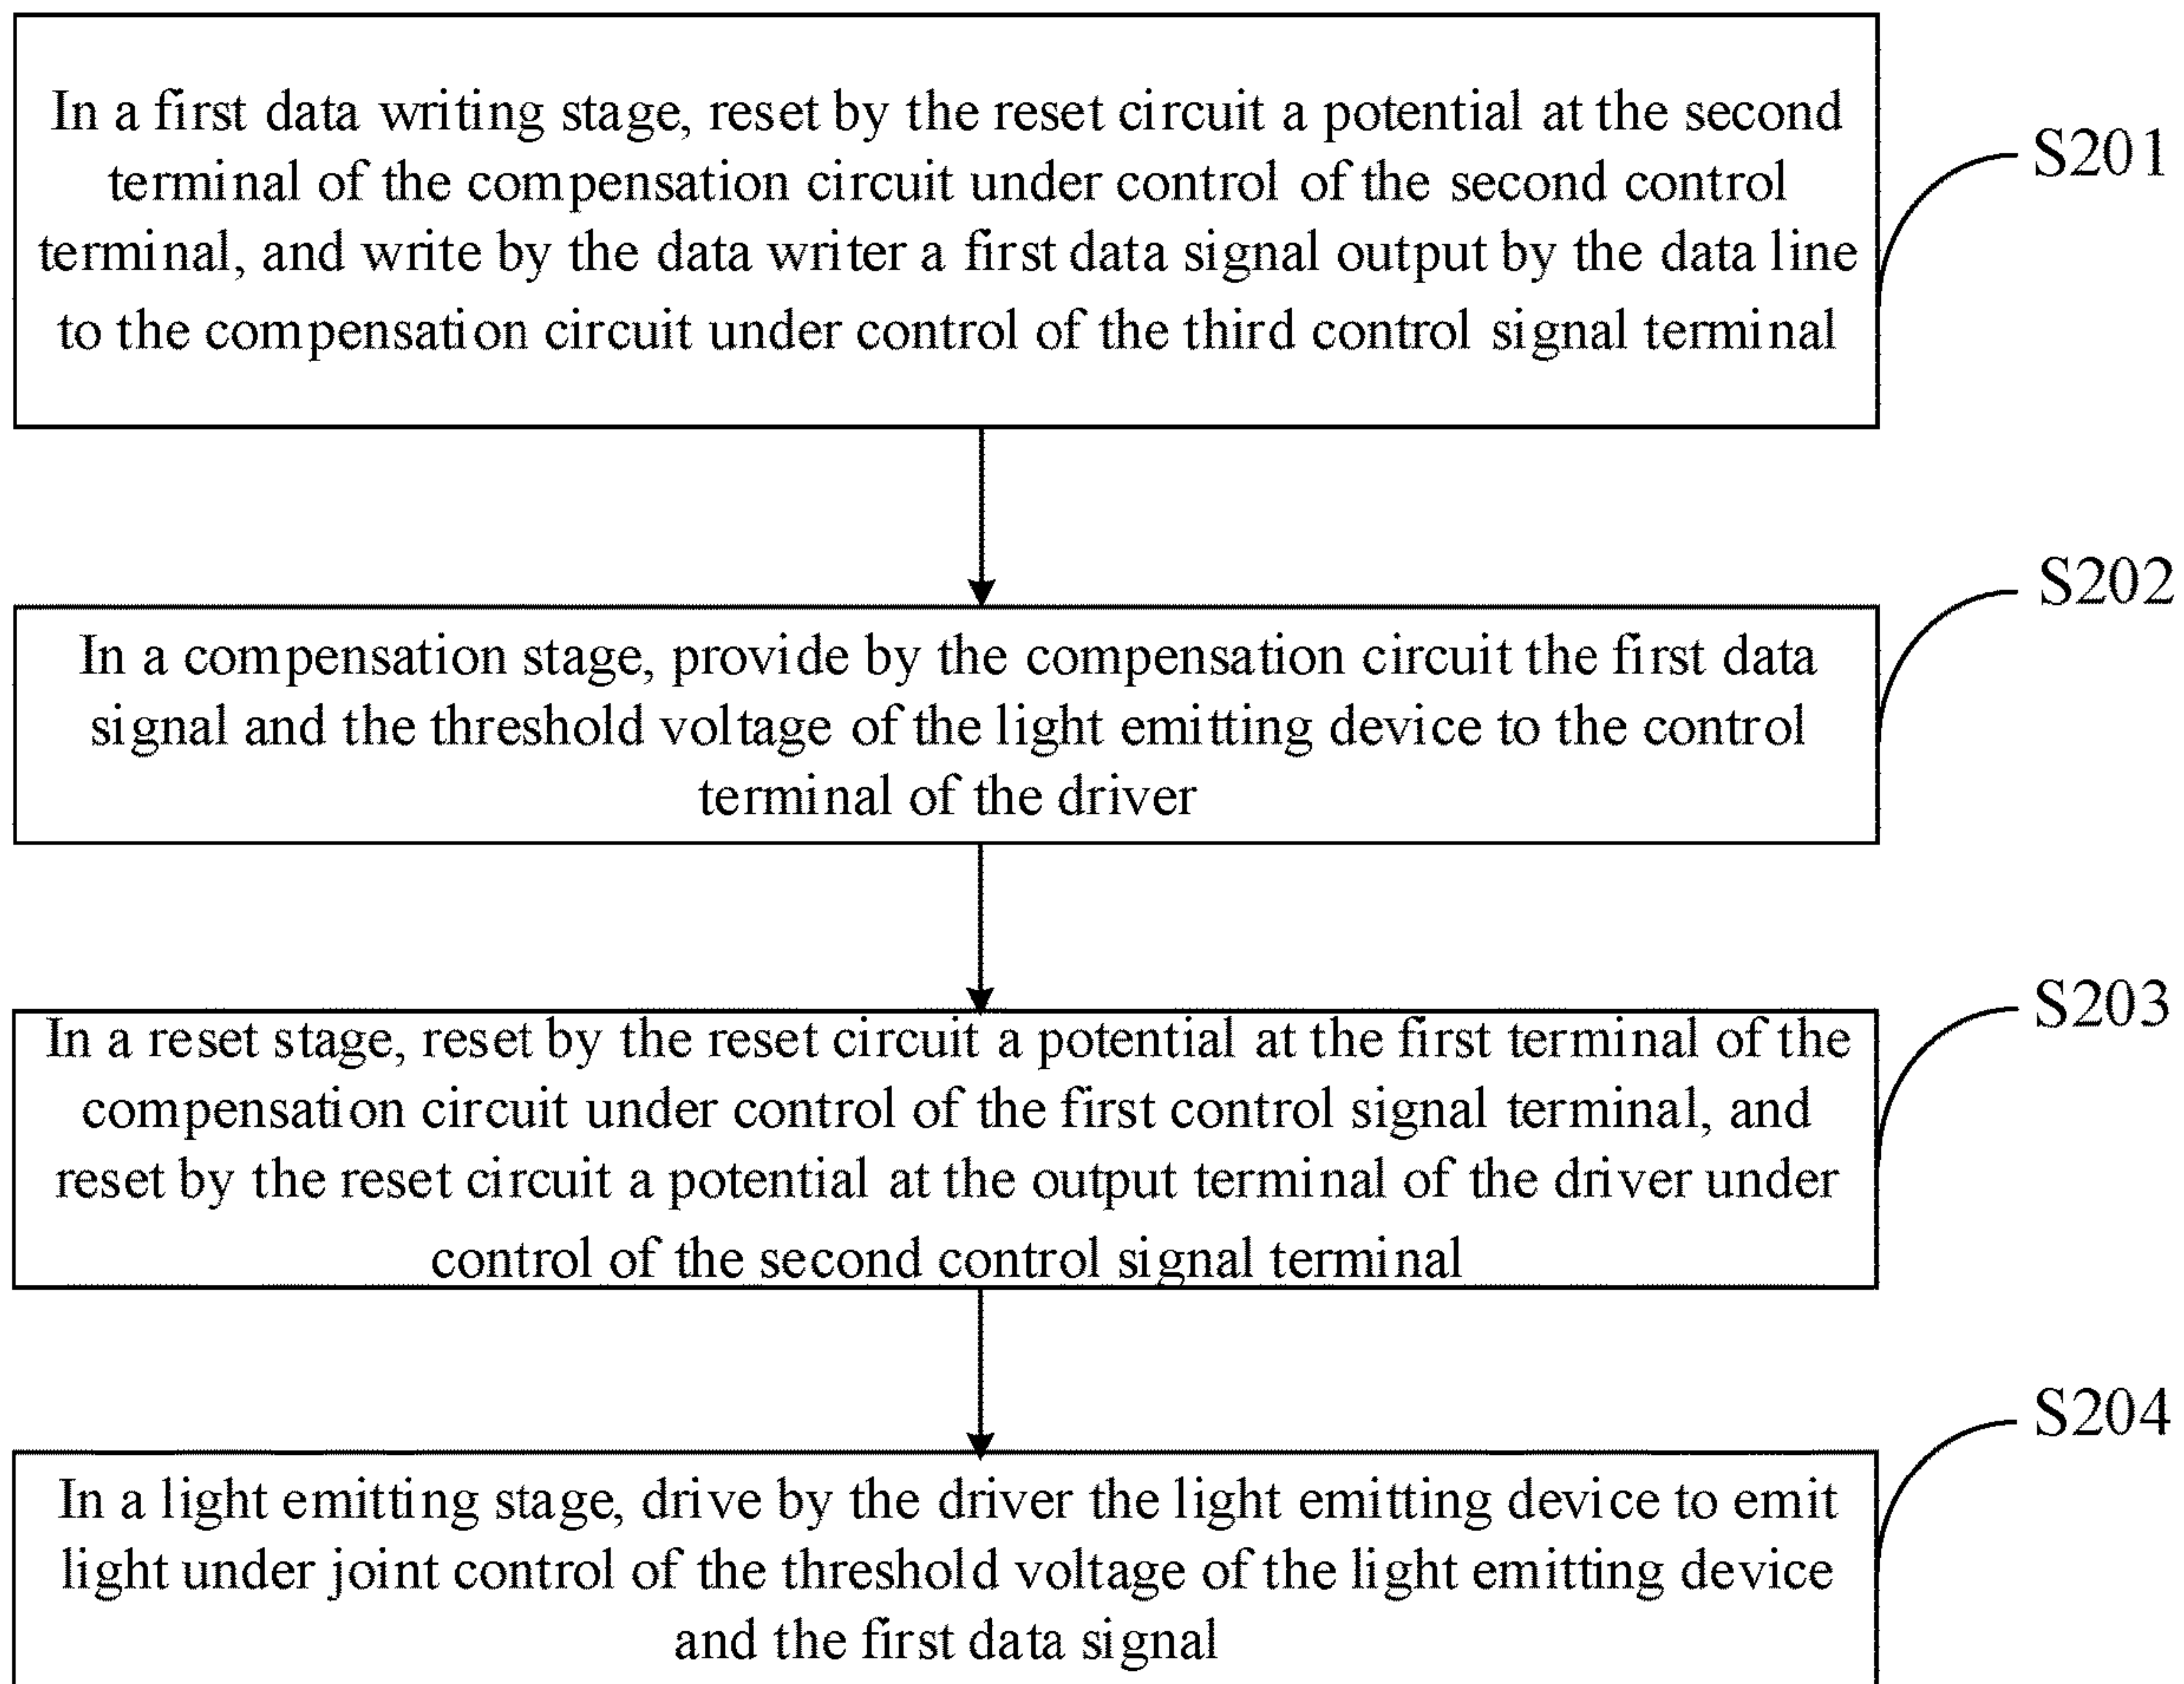 In a first data writing stage, reset by the reset circuit a potential at the second
terminal of the compensation circuit under control of the second control
terminal, and write by the data writer a first data signal output by the data line
to the compensation circuit under control of the third control signal terminal
S201
In a compensation stage, provide by the compensation circuit the first data
signal and the threshold voltage of the light emitting device to the control
terminal of the driver
S202
In a reset stage, reset by the reset circuit a potential at the first terminal of the
compensation circuit under control of the first control signal terminal, and
reset by the reset circuit a potential at the output terminal of the driver under
control of the second control signal terminal
S203
In a light emitting stage, drive by the driver the light emitting device to emit
light under joint control of the threshold voltage of the light emitting device
and the first data signal
S204